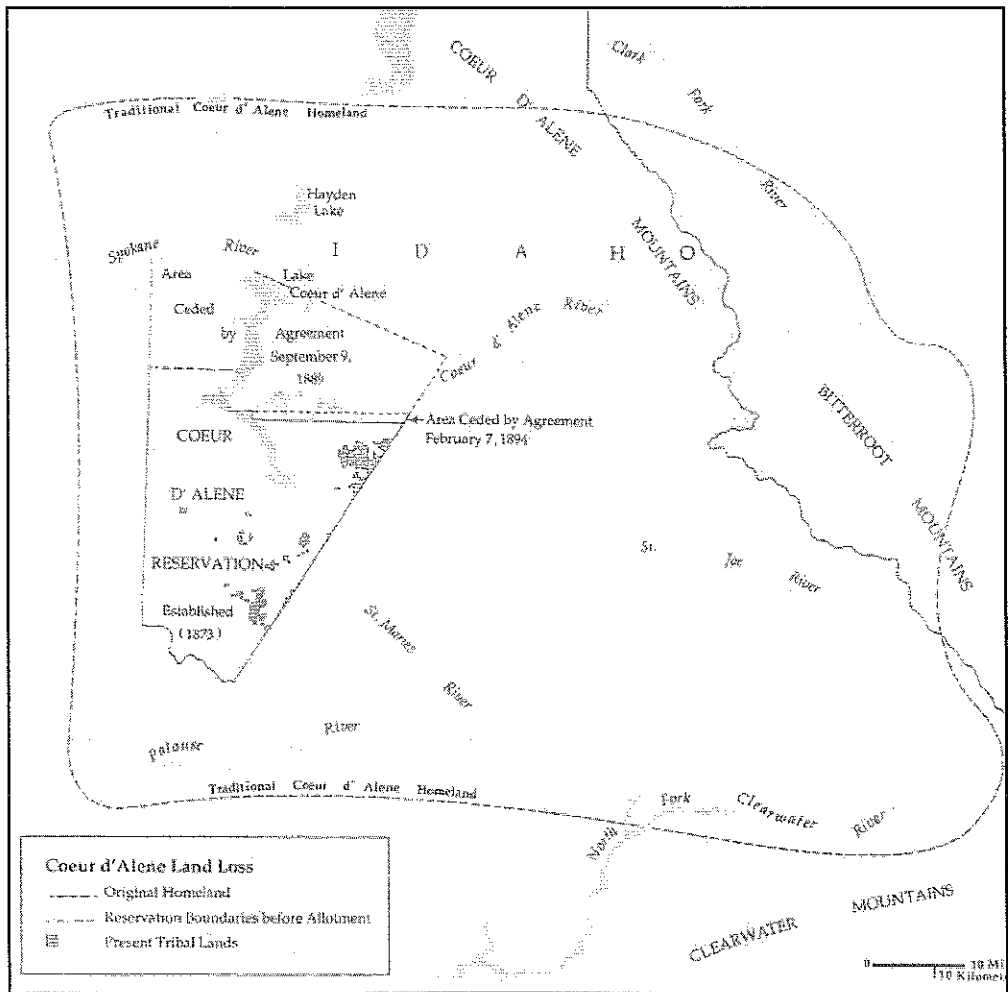 COEUR
D' ALENE
MOUNTAINS
Clark
Fork
River
Traditional Coeur d' Alene Homeland
Hayden
Lake
Spokane River
I D A H O
Area
Ceded
by Agreement
September 9,
1889
Lake
Coeur d' Alene
Coeur d' Alene River
Area Ceded by Agreement
February 7, 1894
COEUR
D' ALENE
RESERVATION
Established
(1873)
BITTERROOT
MOUNTAINS
St. Joe River
St. Maries
River
Palouse River
Traditional Coeur d' Alene Homeland
North Fork Clearwater River
CLEARWATER MOUNTAINS
Coeur d'Alene Land Loss
Original Homeland
Reservation Boundaries before Allotment
Present Tribal Lands
0 10 Mi
10 Kilomete